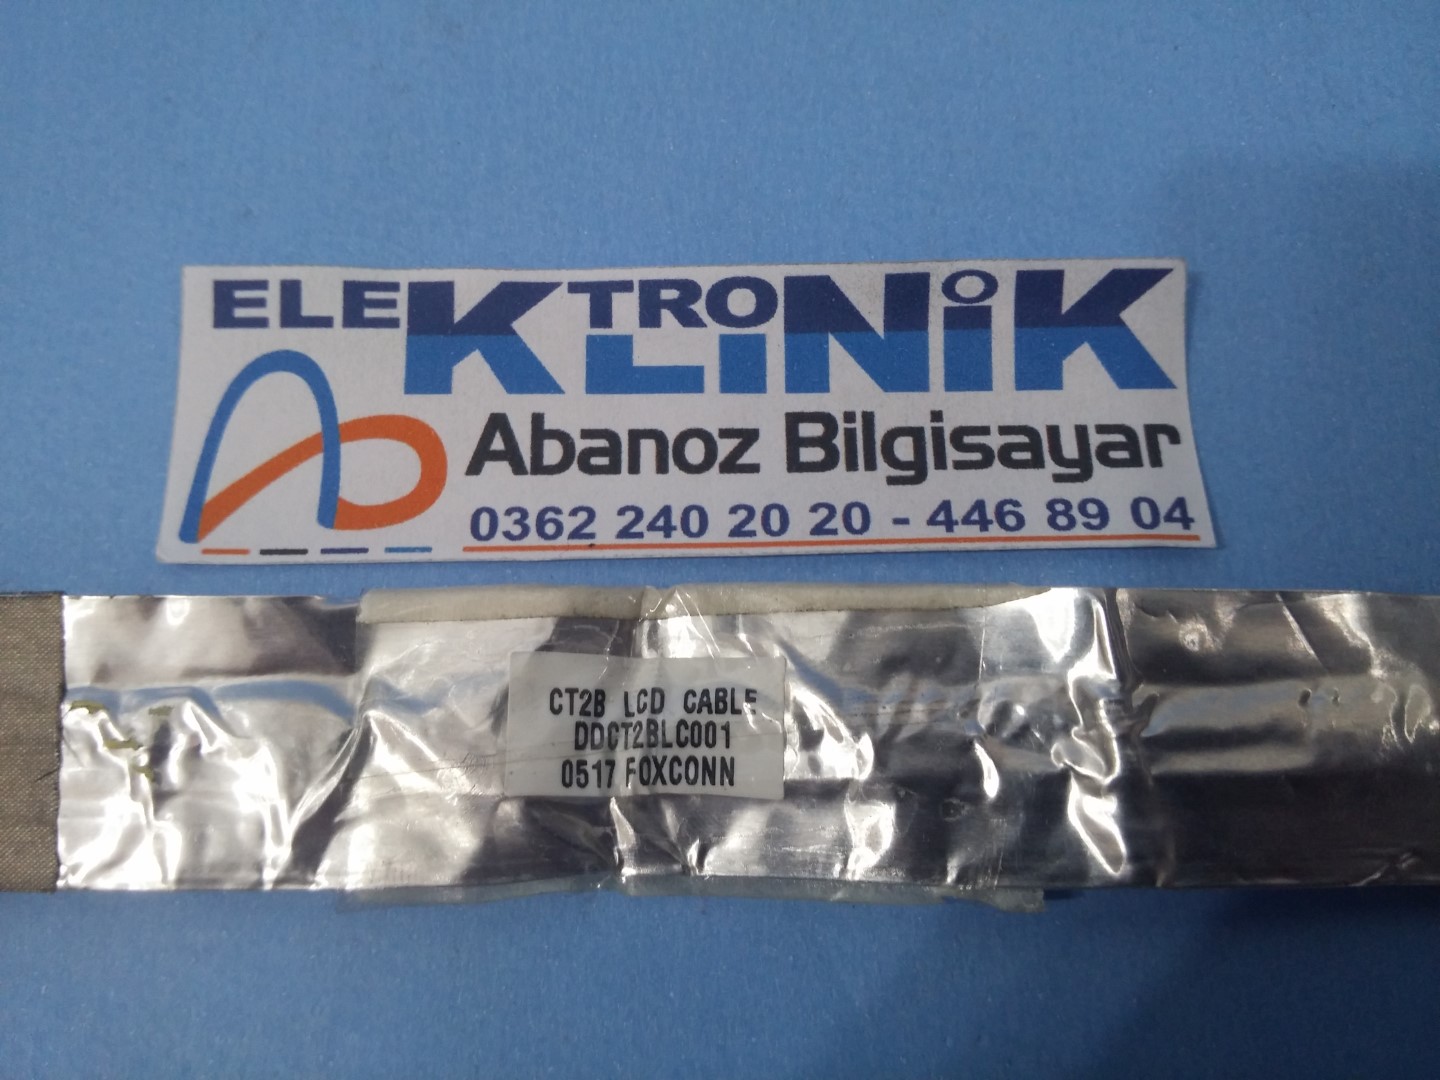 ELEKTRONİK
KLİNİK
Abanoz Bilgisayar
0362 240 20 20 - 446 89 04
CT2B LCD CABLE
DDCT2BLC001
0517 FOXCONN